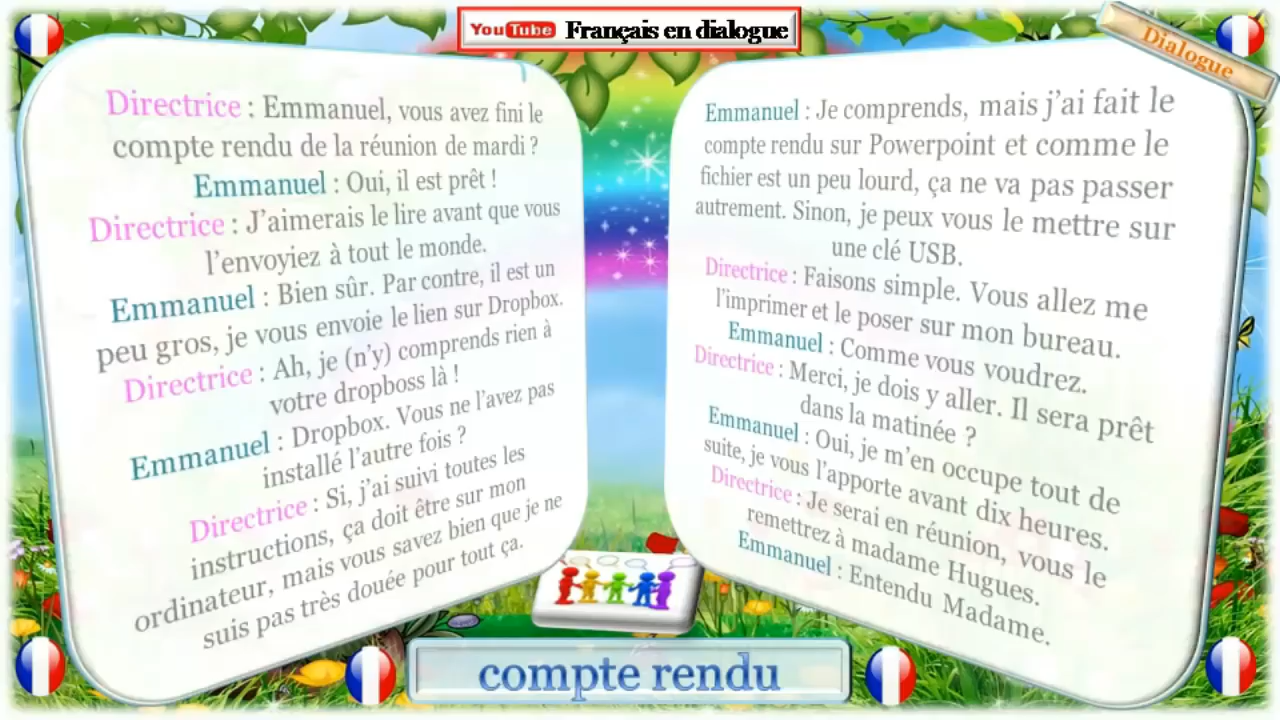 YouTube Français en dialogue
Dialogue
Directrice : Emmanuel, vous avez fini le
compte rendu de la réunion de mardi ?
Emmanuel : Oui, il est prêt !
Directrice : J'aimerais le lire avant que vous
l'envoyiez à tout le monde.
Emmanuel : Bien sûr. Par contre, il est un
peu gros, je vous envoie le lien sur Dropbox.
Directrice : Ah, je (n'y) comprends rien à
votre dropboss là !
Emmanuel : Dropbox. Vous ne l'avez pas
installé l'autre fois ?
Directrice : Si, j'ai suivi toutes les
instructions, ça doit être sur mon
ordinateur, mais vous savez bien que je ne
suis pas très douée pour tout ça.
Emmanuel : Je comprends, mais j'ai fait le
compte rendu sur Powerpoint et comme le
fichier est un peu lourd, ça ne va pas passer
autrement. Sinon, je peux vous le mettre sur
une clé USB.
Directrice : Faisons simple. Vous allez me
l'imprimer et le poser sur mon bureau.
Emmanuel : Comme vous voudrez.
Directrice : Merci, je dois y aller. Il sera prêt
dans la matinée ?
Emmanuel : Oui, je m'en occupe tout de
suite, je vous l'apporte avant dix heures.
Directrice : Je serai en réunion, vous le
remettrez à madame Hugues.
Emmanuel : Entendu Madame.
compte rendu